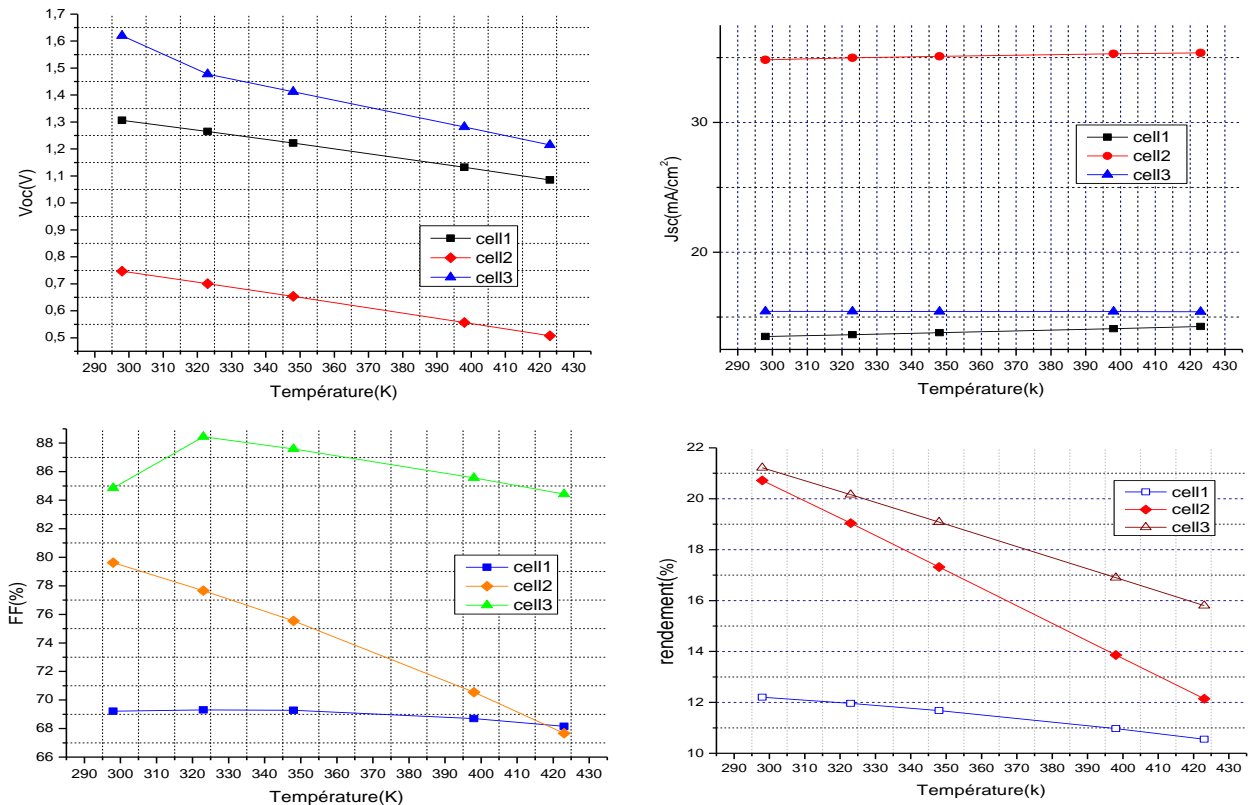 1,7
1,6
1,5
1,4
1,3
1,2
1,1
1,0
0,9
0,8
0,7
0,6
0,5
Voc(V)
cell1
cell2
cell3
290 300 310 320 330 340 350 360 370 380 390 400 410 420 430
Température(K)
30
20
Jsc(mA/cm²)
cell1
cell2
cell3
290 300 310 320 330 340 350 360 370 380 390 400 410 420 430
Température(k)
88
86
84
82
80
78
76
74
72
70
68
66
FF(%)
cell1
cell2
cell3
290 300 310 320 330 340 350 360 370 380 390 400 410 420 430
Température(K)
22
20
18
16
14
12
10
rendement(%)
cell1
cell2
cell3
290 300 310 320 330 340 350 360 370 380 390 400 410 420 430
Température(k)